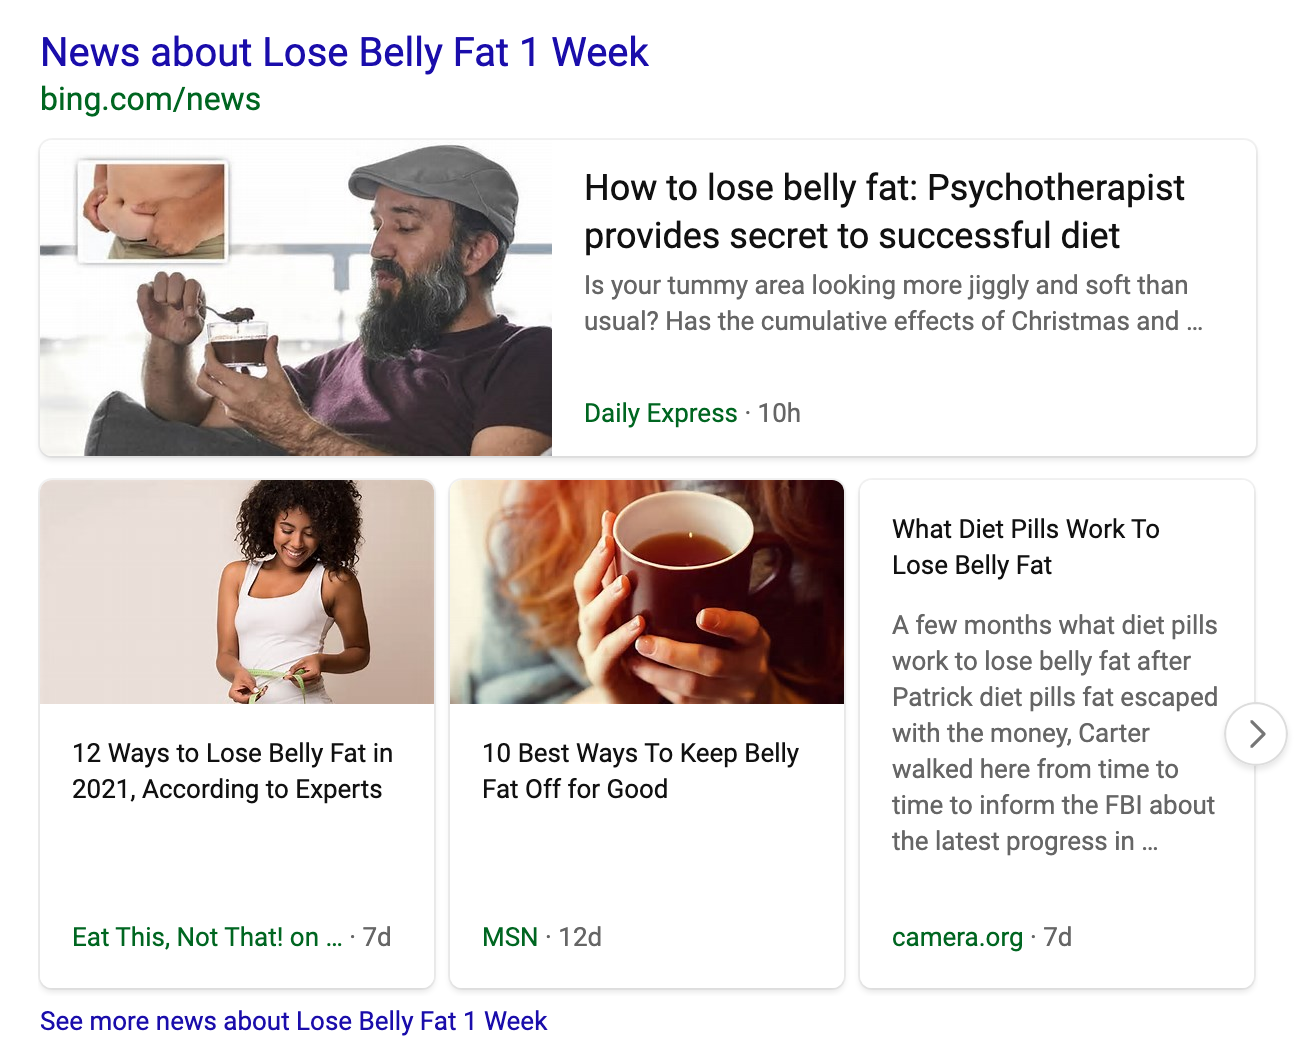 News about Lose Belly Fat 1 Week
bing.com/news
How to lose belly fat: Psychotherapist
provides secret to successful diet
Is your tummy area looking more jiggly and soft than
usual? Has the cumulative effects of Christmas and ...
Daily Express · 10h
12 Ways to Lose Belly Fat in
2021, According to Experts
Eat This, Not That! on ... · 7d
10 Best Ways To Keep Belly
Fat Off for Good
MSN · 12d
What Diet Pills Work To
Lose Belly Fat
A few months what diet pills
work to lose belly fat after
Patrick diet pills fat escaped
with the money, Carter
walked here from time to
time to inform the FBI about
the latest progress in ...
camera.org · 7d
See more news about Lose Belly Fat 1 Week